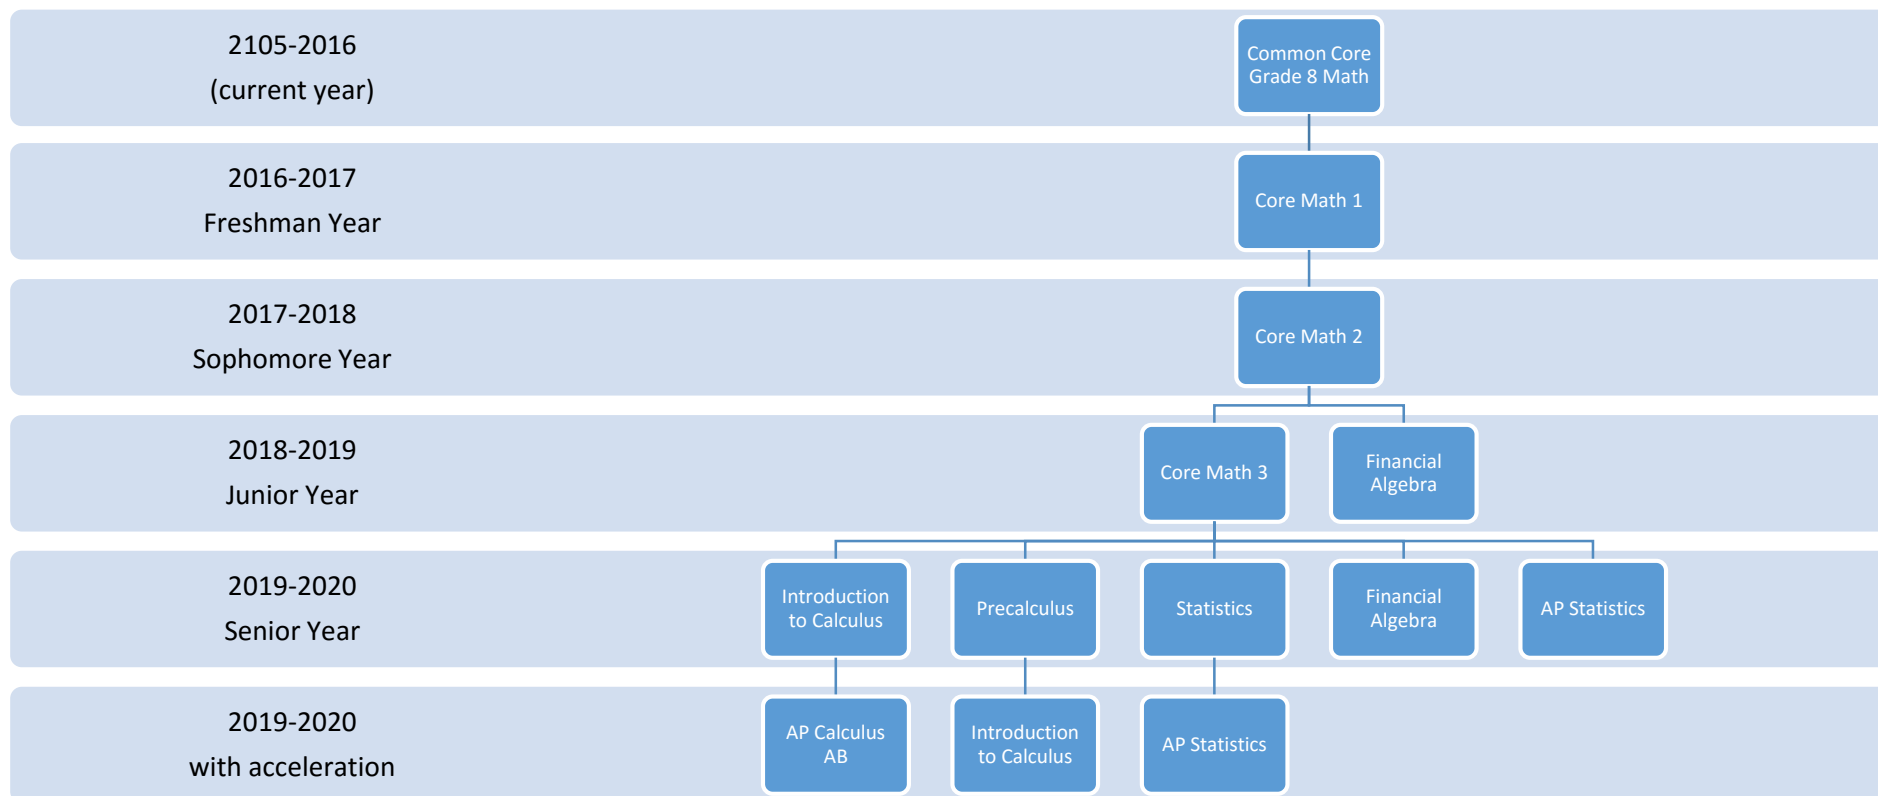 2105-2016
(current year)
Common Core
Grade 8 Math
2016-2017
Freshman Year
Core Math 1
2017-2018
Sophomore Year
Core Math 2
2018-2019
Junior Year
Core Math 3
Financial
Algebra
2019-2020
Senior Year
Introduction
to Calculus
Precalculus
Statistics
Financial
Algebra
AP Statistics
2019-2020
with acceleration
AP Calculus
AB
Introduction
to Calculus
AP Statistics